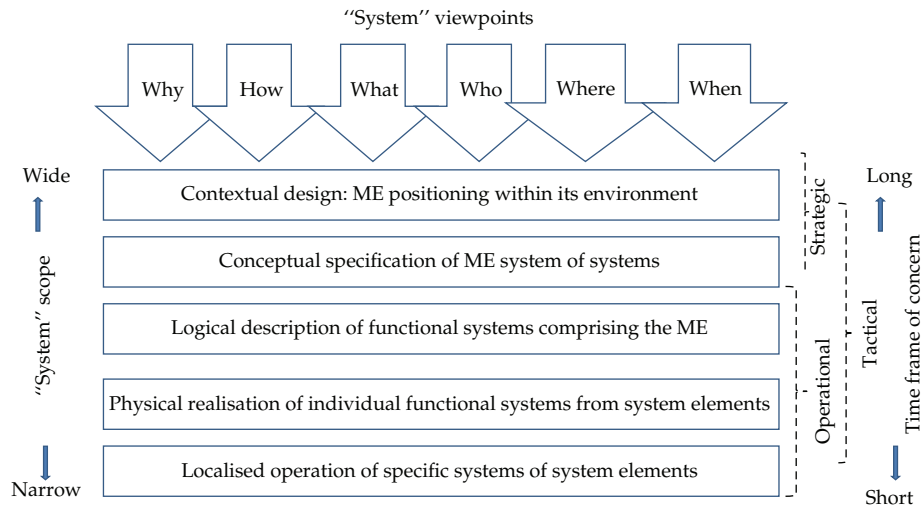 “System” viewpoints
Why
How
What
Who
Where
When
Wide
Long
Contextual design: ME positioning within its environment
Strategic
Conceptual specification of ME system of systems
“System” scope
Logical description of functional systems comprising the ME
Operational
Tactical
Time frame of concern
Physical realisation of individual functional systems from system elements
Localised operation of specific systems of system elements
Narrow
Short